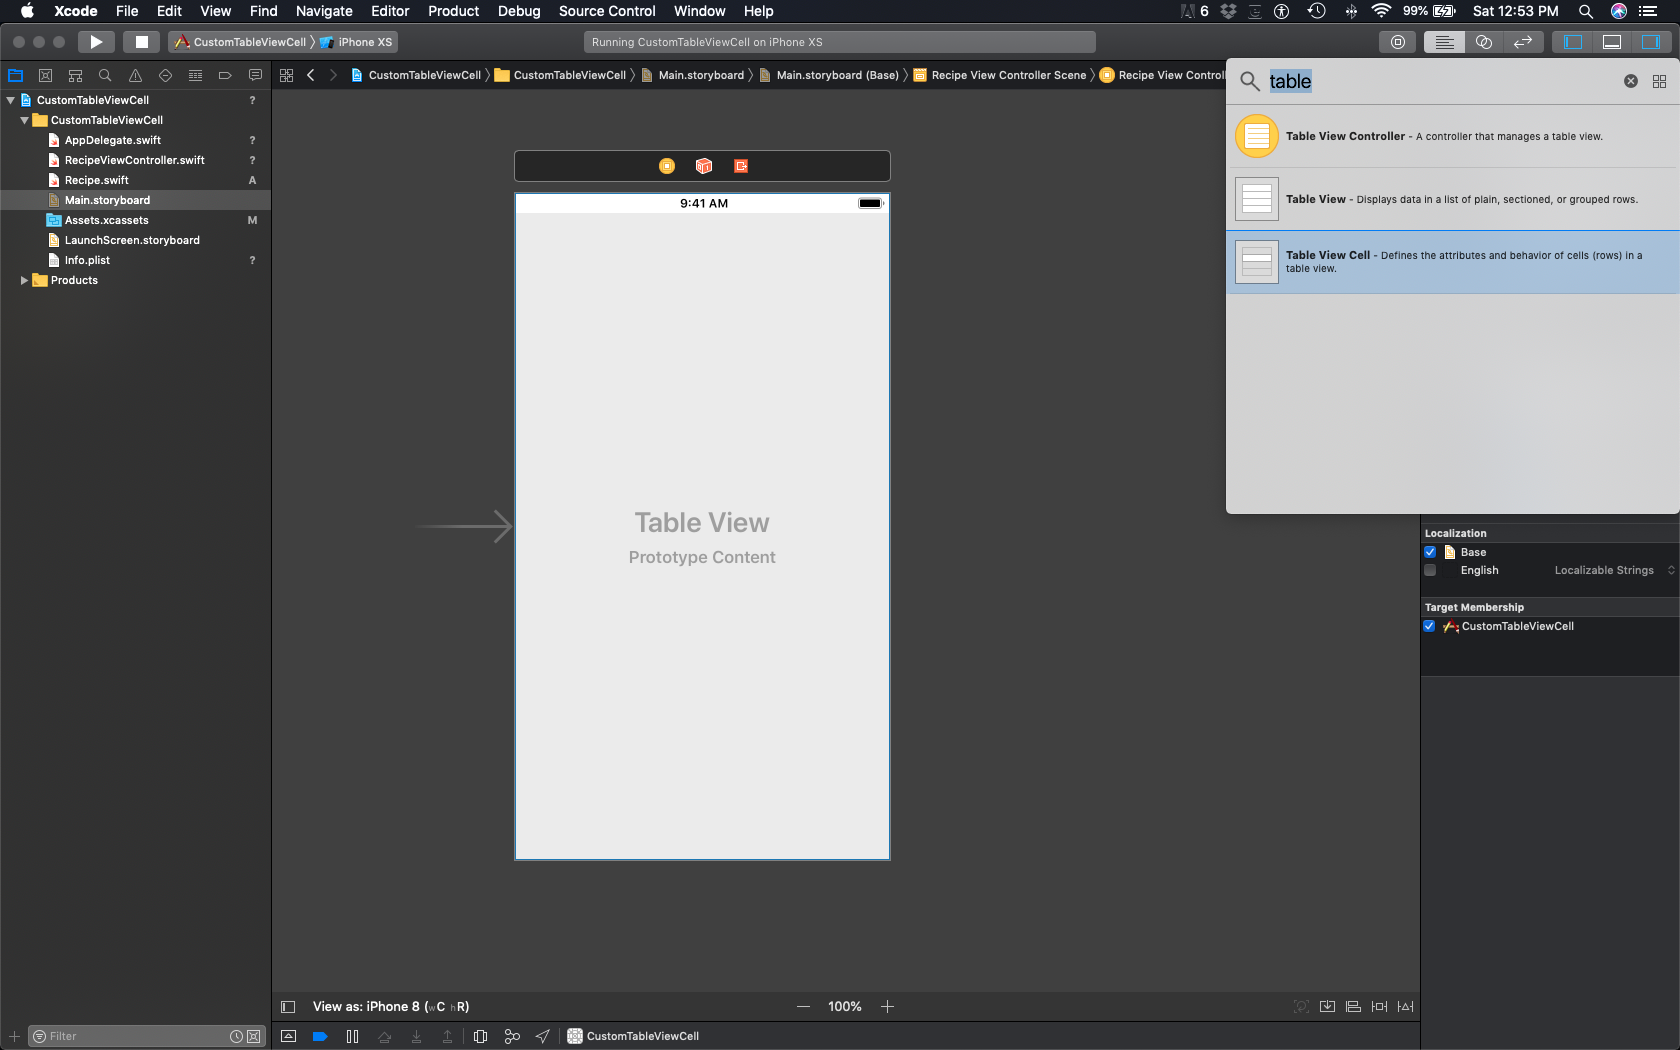 Xcode File Edit View Find Navigate Editor Product Debug Source Control Window Help 6 99% Sat 12:53 PM
CustomTableViewCell iPhone XS Running CustomTableViewCell on iPhone XS
CustomTableViewCell CustomTableViewCell Main.storyboard Main.storyboard (Base) Recipe View Controller Scene Recipe View Control
CustomTableViewCell ?
CustomTableViewCell
AppDelegate.swift ?
RecipeViewController.swift ?
Recipe.swift A
Main.storyboard
Assets.xcassets M
LaunchScreen.storyboard
Info.plist ?
Products
9:41 AM
Table View
Prototype Content
table
Table View Controller - A controller that manages a table view.
Table View - Displays data in a list of plain, sectioned, or grouped rows.
Table View Cell - Defines the attributes and behavior of cells (rows) in a
table view.
Localization
Base
English Localizable Strings
Target Membership
CustomTableViewCell
View as: iPhone 8 (wC hR) 100%
Filter CustomTableViewCell